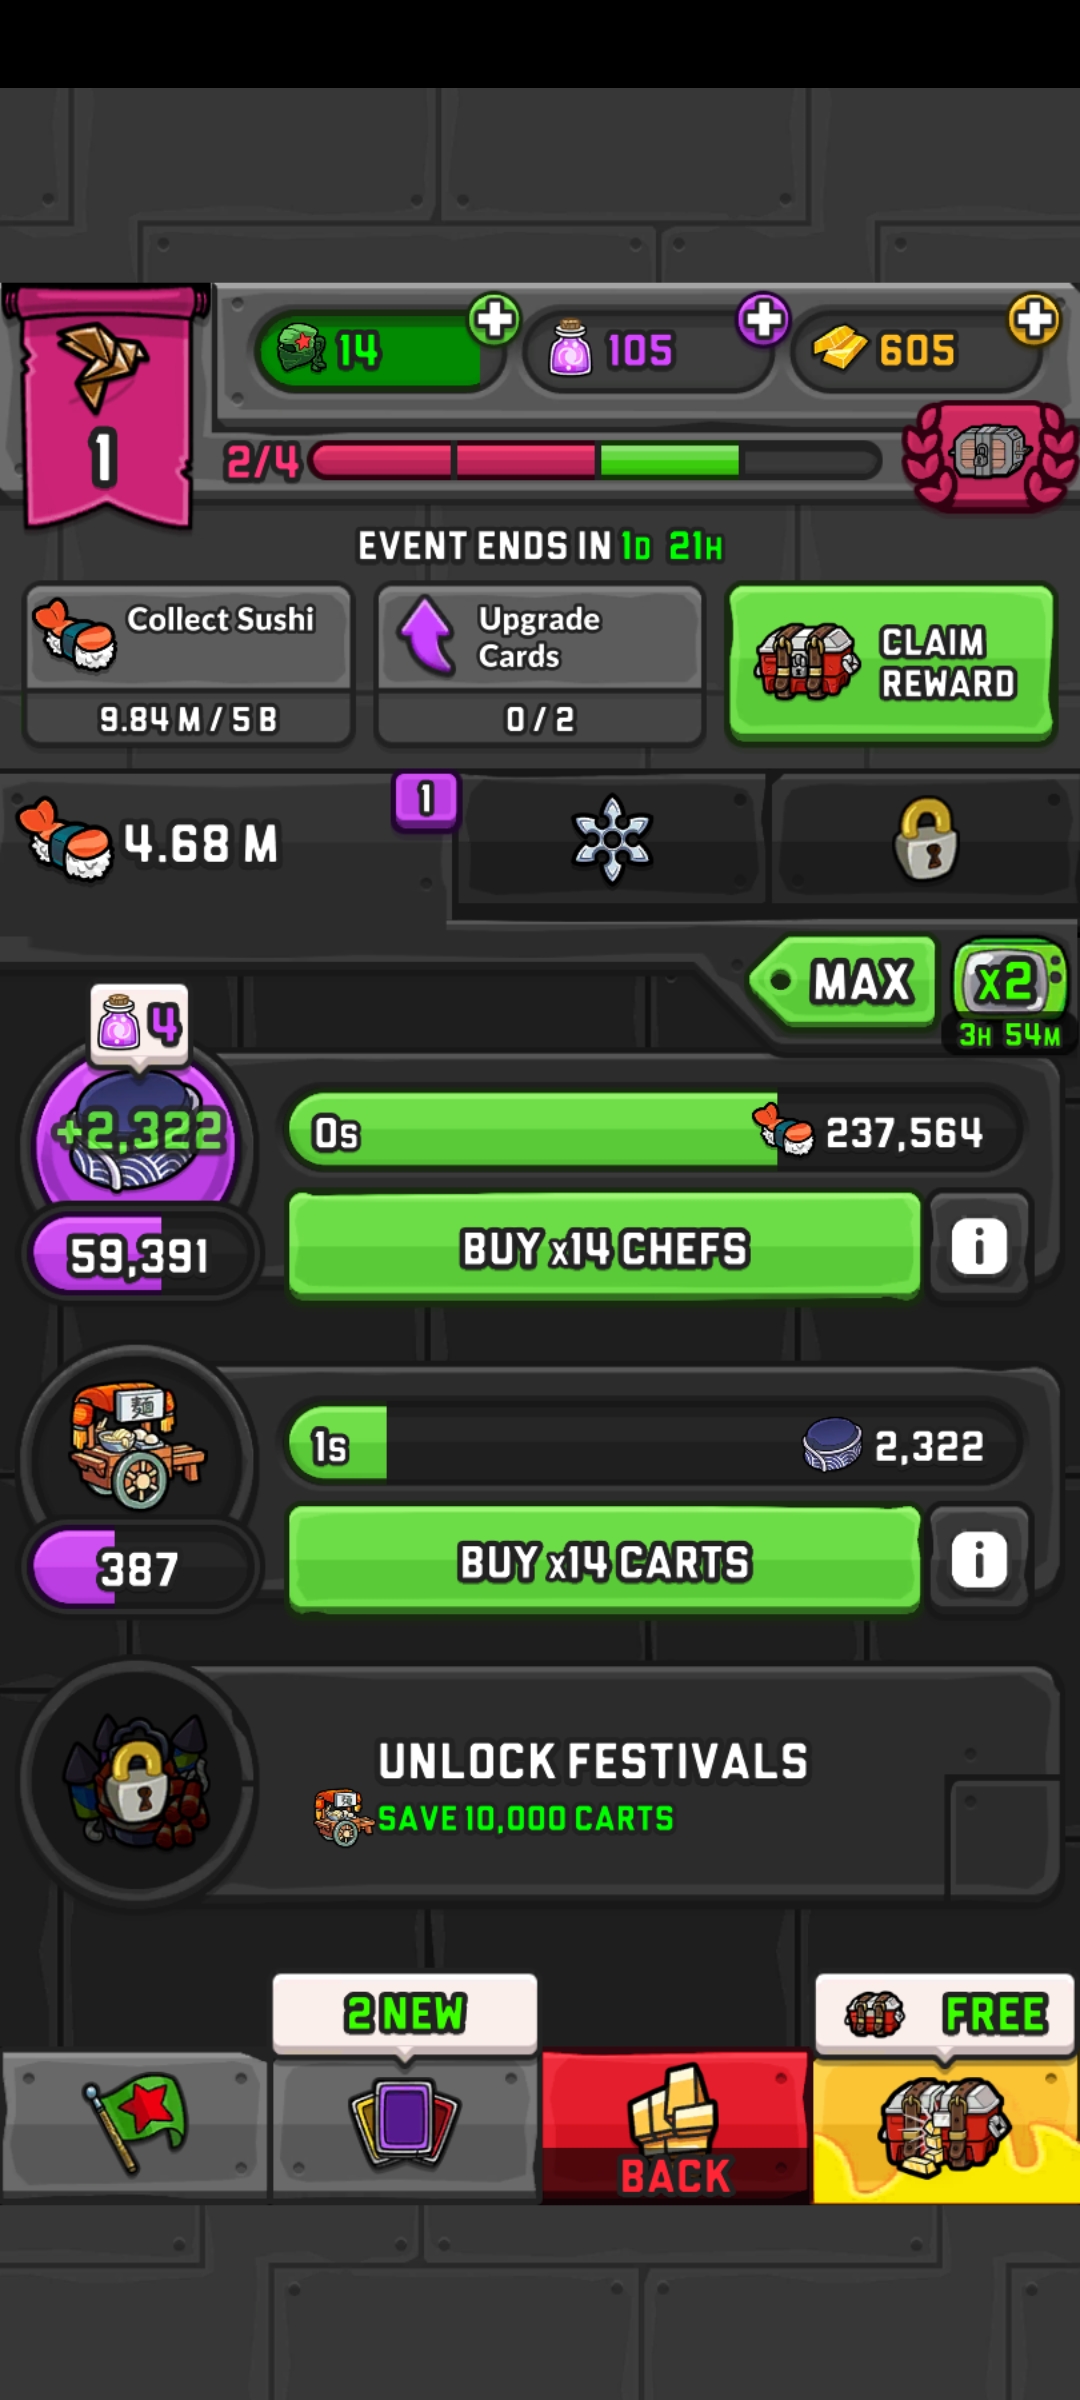 14
105
605
1
2/4
EVENT ENDS IN 1D 21H
Collect Sushi
9.84 M / 5 B
Upgrade
Cards
0 / 2
CLAIM
REWARD
4.68 M
1
MAX
x2
3H 54M
4
+2,322
0s
237,564
59,391
BUY x14 CHEFS
i
麺
1s
2,322
387
BUY x14 CARTS
i
UNLOCK FESTIVALS
SAVE 10,000 CARTS
2 NEW
FREE
BACK